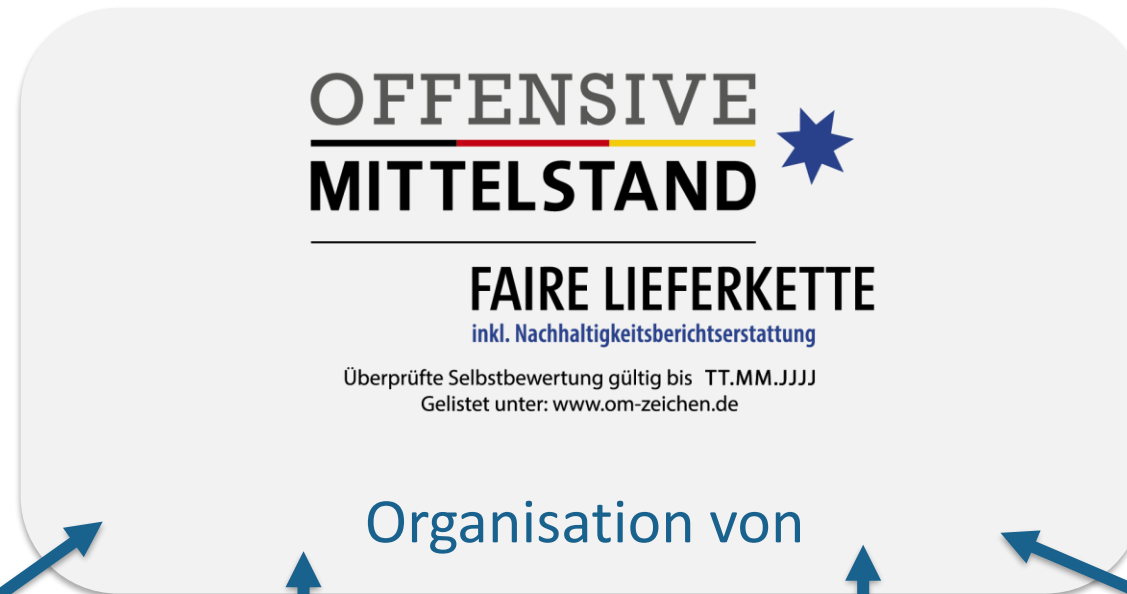 OFFENSIVE
MITTELSTAND
FAIRE LIEFERKETTE
inkl. Nachhaltigkeitsberichtserstattung
Überprüfte Selbstbewertung gültig bis TT.MM.JJJJ
Gelistet unter: www.om-zeichen.de
Organisation von